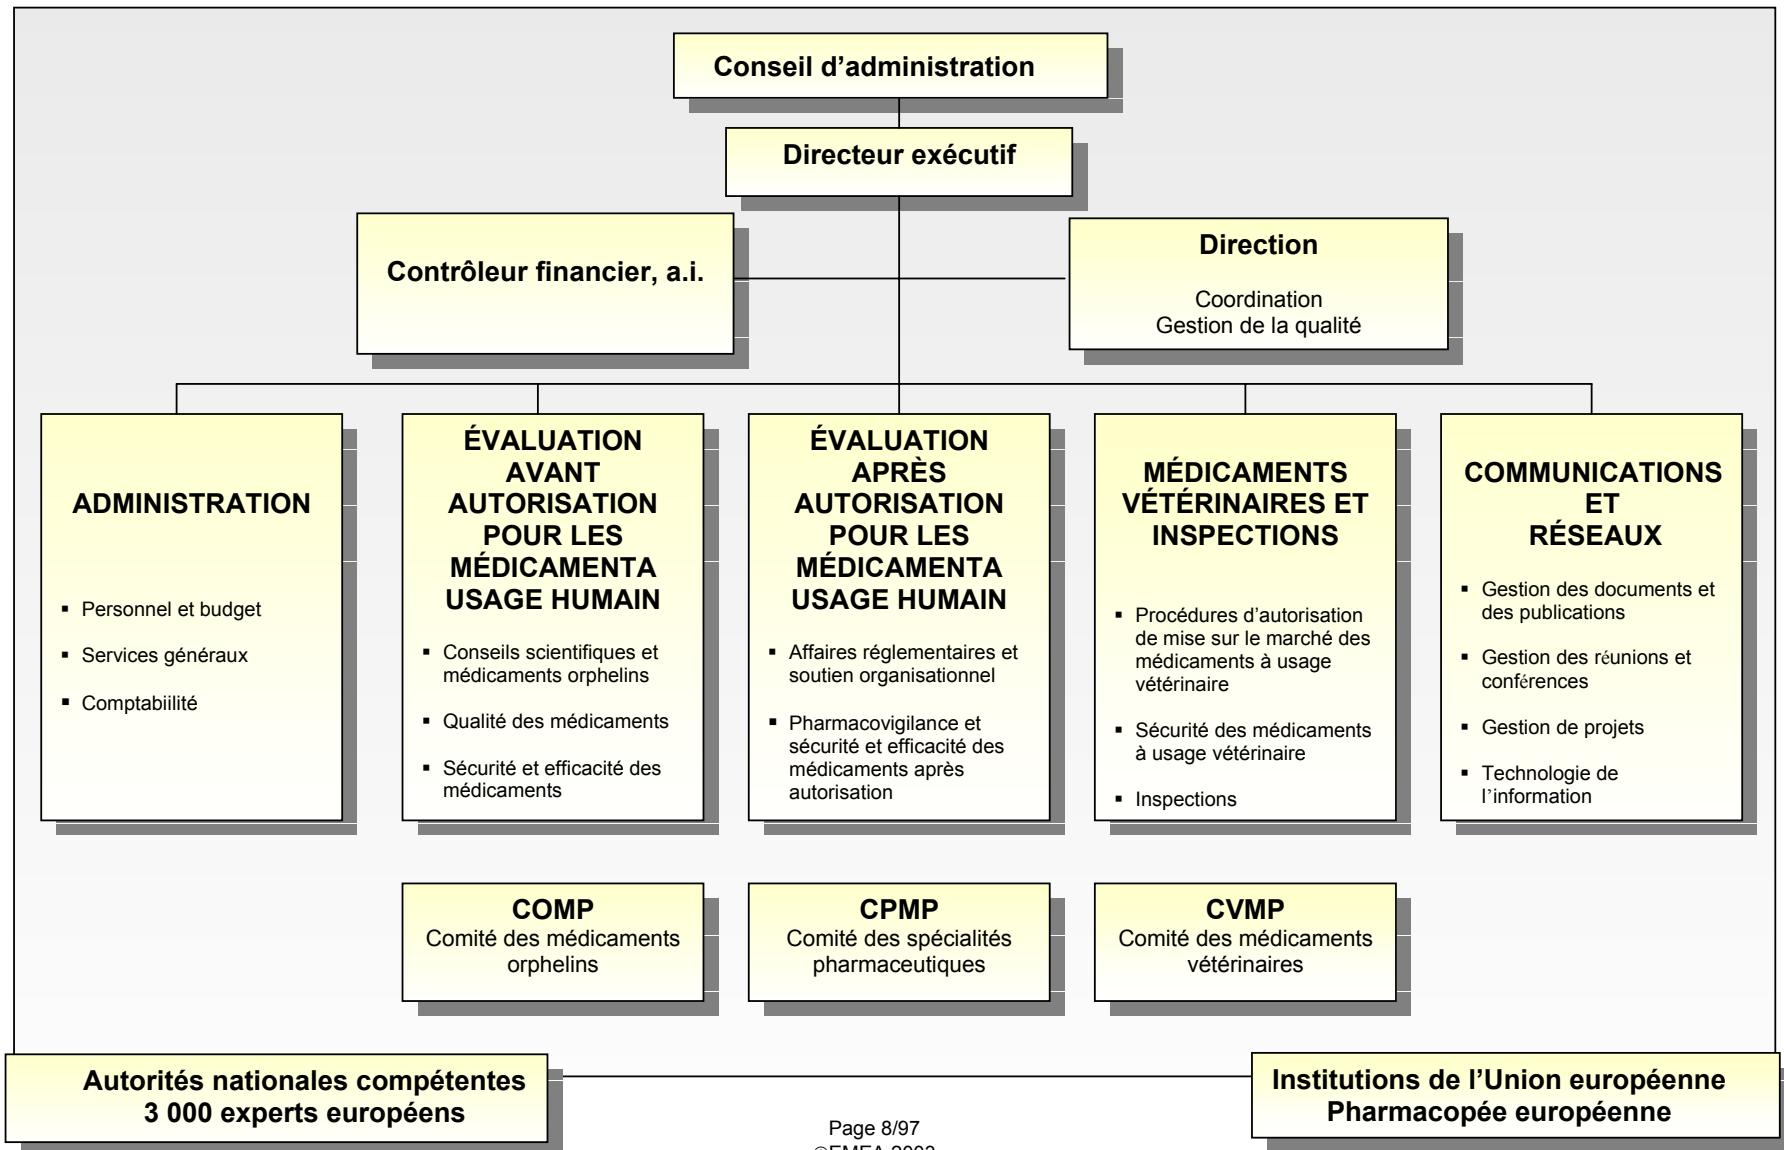 Conseil d’administration
Directeur exécutif
Contrôleur financier, a.i.
Direction
Coordination
Gestion de la qualité
ADMINISTRATION
▪ Personnel et budget
▪ Services généraux
▪ Comptabiilité
ÉVALUATION
AVANT
AUTORISATION
POUR LES
MÉDICAMENTA
USAGE HUMAIN
▪ Conseils scientifiques et
médicaments orphelins
▪ Qualité des médicaments
▪ Sécurité et efficacité des
médicaments
ÉVALUATION
APRÈS
AUTORISATION
POUR LES
MÉDICAMENTA
USAGE HUMAIN
▪ Affaires réglementaires et
soutien organisationnel
▪ Pharmacovigilance et
sécurité et efficacité des
médicaments après
autorisation
MÉDICAMENTS
VÉTÉRINAIRES ET
INSPECTIONS
▪ Procédures d’autorisation
de mise sur le marché des
médicaments à usage
vétérinaire
▪ Sécurité des médicaments
à usage vétérinaire
▪ Inspections
COMMUNICATIONS
ET
RÉSEAUX
▪ Gestion des documents et
des publications
▪ Gestion des réunions et
conférences
▪ Gestion de projets
▪ Technologie de
l’information
COMP
Comité des médicaments
orphelins
CPMP
Comité des spécialités
pharmaceutiques
CVMP
Comité des médicaments
vétérinaires
Autorités nationales compétentes
3 000 experts européens
Institutions de l’Union européenne
Pharmacopée européenne
Page 8/97
©EMEA 2003